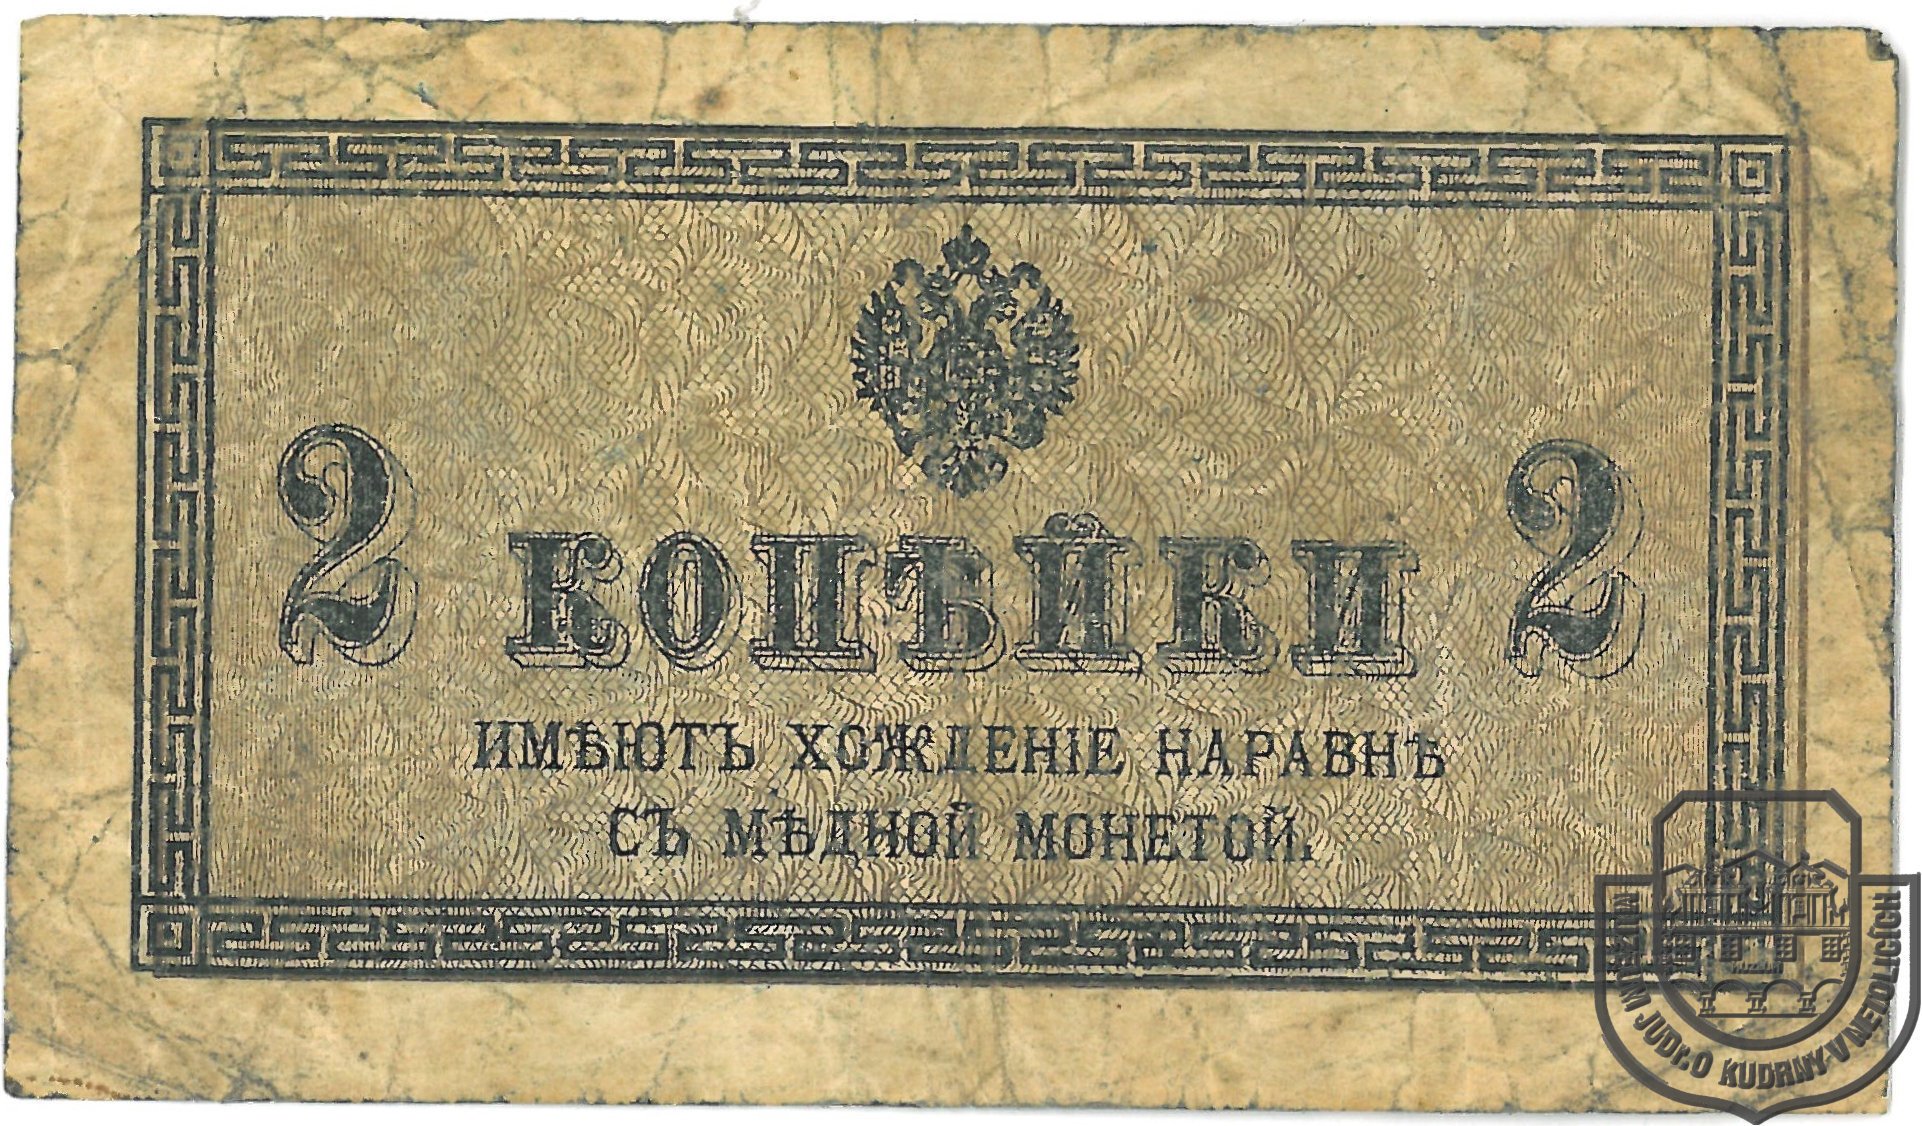 2 КОПѢЙКИ 2
ИМѢЮТЪ ХОЖДЕНІЕ НАРАВНѢ
СЪ МѢДНОЙ МОНЕТОЙ.
MUZEUM JUDr. O KUDRNY V NETOLICÍCH